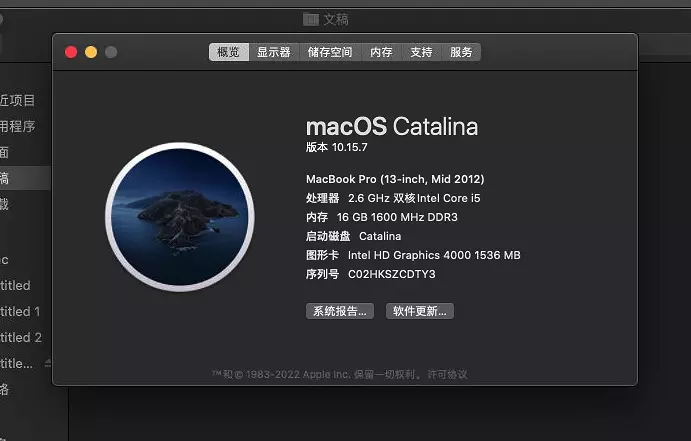 文稿
概览 显示器 储存空间 内存 支持 服务
近项目
用程序
面
稿
载
macOS Catalina
版本 10.15.7
MacBook Pro (13-inch, Mid 2012)
处理器 2.6 GHz 双核Intel Core i5
内存 16 GB 1600 MHz DDR3
启动磁盘 Catalina
图形卡 Intel HD Graphics 4000 1536 MB
序列号 C02HKSZCDTY3
系统报告... 软件更新...
™和© 1983-2022 Apple Inc. 保留一切权利。许可协议
ec
titled
titled 1
titled 2
title...
络